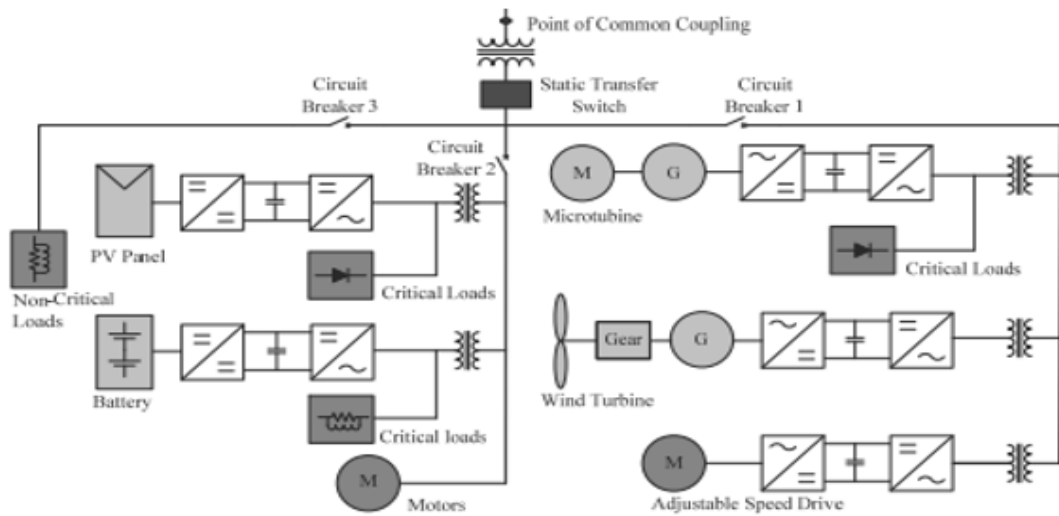 Point of Common Coupling
Static Transfer
Switch
Circuit
Breaker 3
Circuit
Breaker 1
Circuit
Breaker 2
PV Panel
Critical Loads
Non-Critical
Loads
Battery
Critical loads
M
Motors
M
G
Microtubine
Critical Loads
Gear
G
Wind Turbine
M
Adjustable Speed Drive